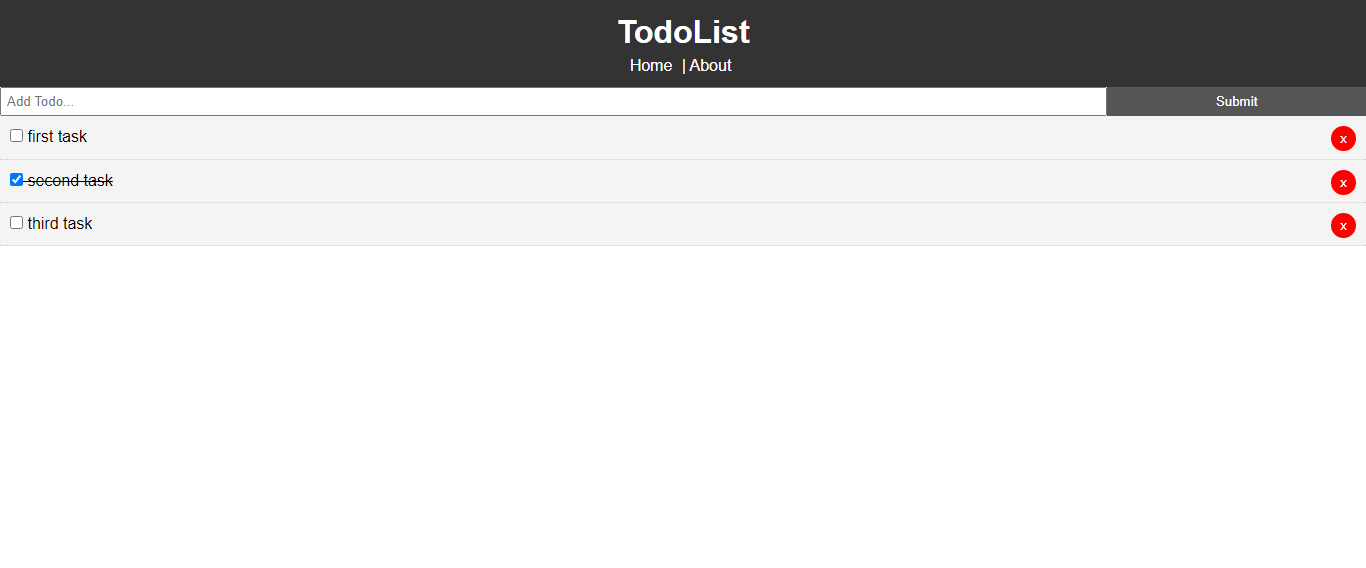 TodoList
Home | About
Add Todo... Submit
first task x
second task x
third task x